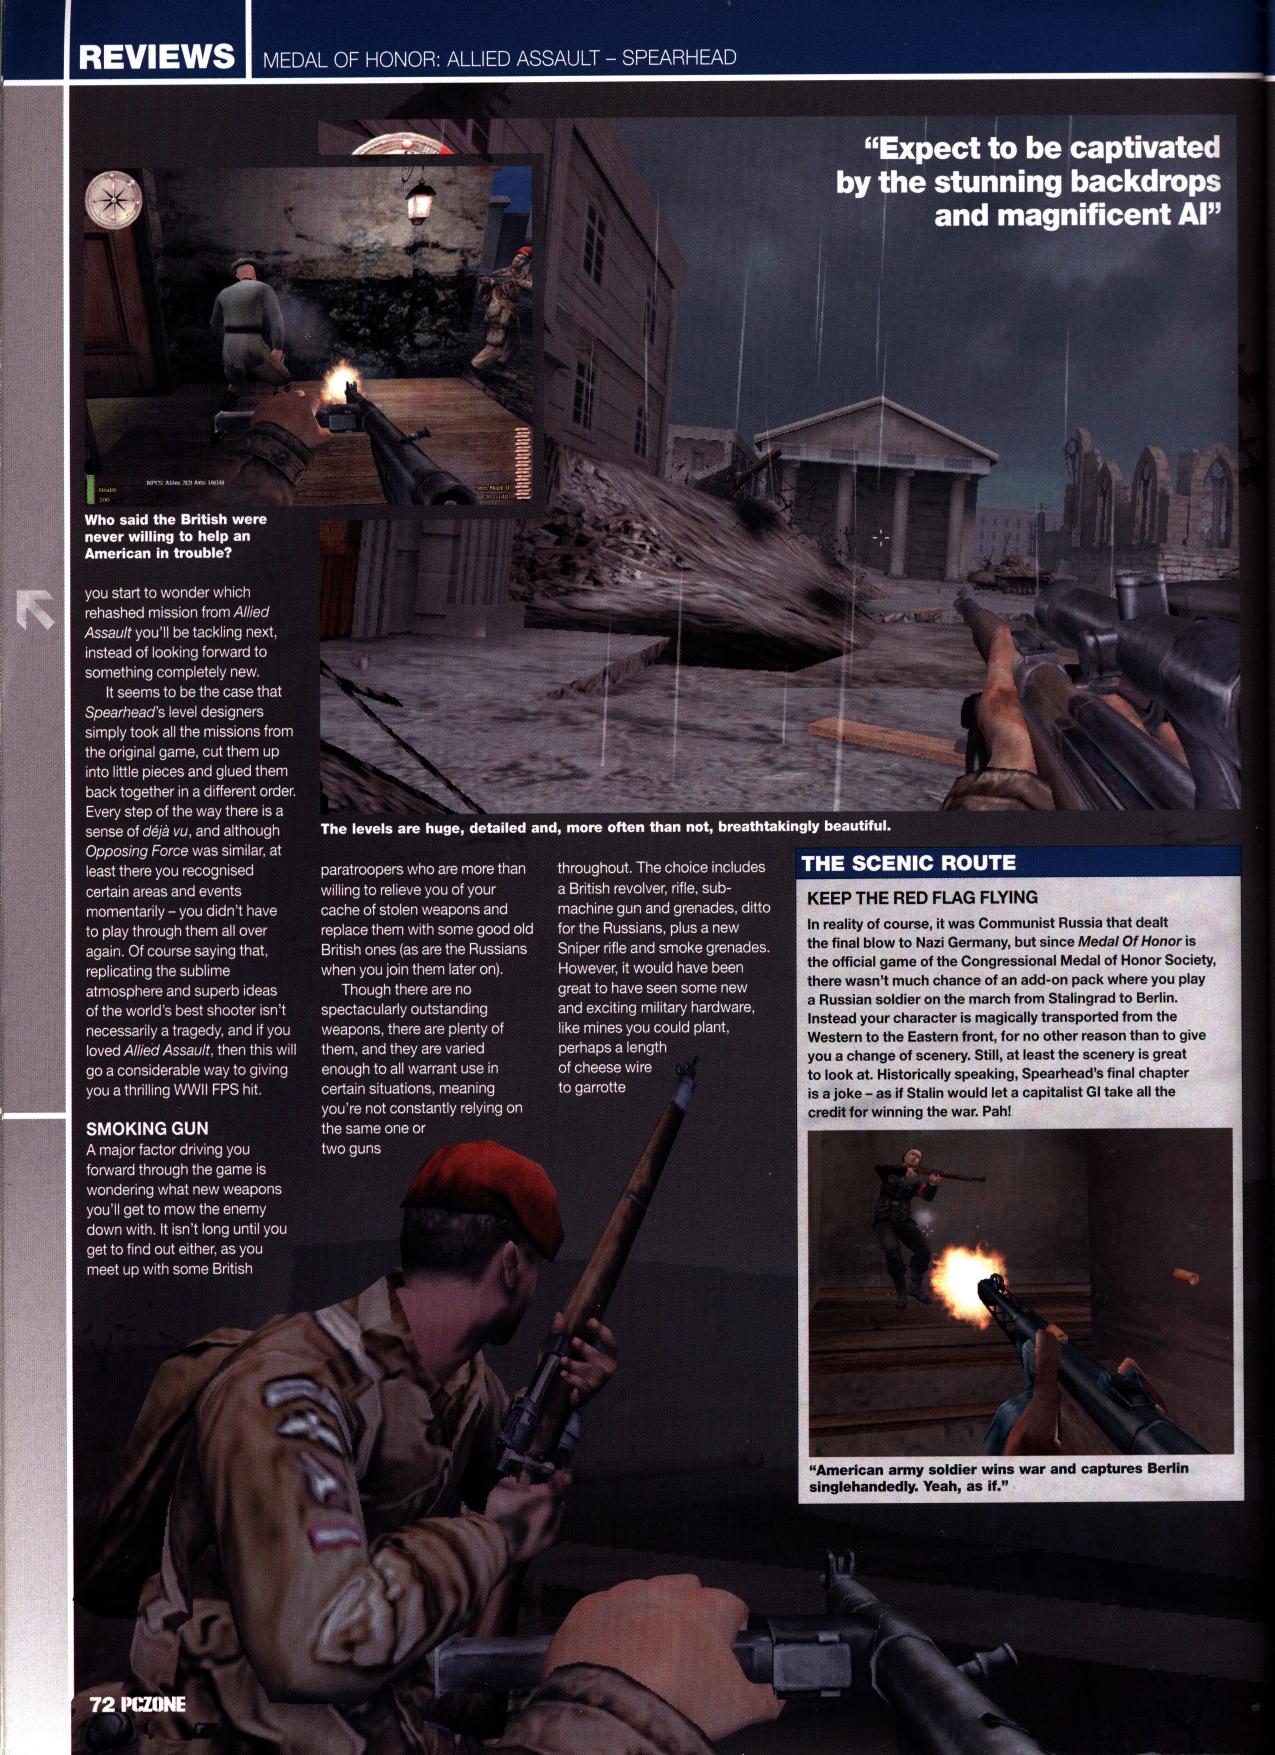 REVIEWS
MEDAL OF HONOR: ALLIED ASSAULT – SPEARHEAD
“Expect to be captivated
by the stunning backdrops
and magnificent AI”
Health
100
NPCS: Allies 2(2) Axis 16(16)
Sten Mark II
Who said the British were
never willing to help an
American in trouble?
you start to wonder which
rehashed mission from Allied
Assault you’ll be tackling next,
instead of looking forward to
something completely new.
It seems to be the case that
Spearhead’s level designers
simply took all the missions from
the original game, cut them up
into little pieces and glued them
back together in a different order.
Every step of the way there is a
sense of déjà vu, and although
Opposing Force was similar, at
least there you recognised
certain areas and events
momentarily – you didn’t have
to play through them all over
again. Of course saying that,
replicating the sublime
atmosphere and superb ideas
of the world’s best shooter isn’t
necessarily a tragedy, and if you
loved Allied Assault, then this will
go a considerable way to giving
you a thrilling WWII FPS hit.
SMOKING GUN
A major factor driving you
forward through the game is
wondering what new weapons
you’ll get to mow the enemy
down with. It isn’t long until you
get to find out either, as you
meet up with some British
The levels are huge, detailed and, more often than not, breathtakingly beautiful.
paratroopers who are more than
willing to relieve you of your
cache of stolen weapons and
replace them with some good old
British ones (as are the Russians
when you join them later on).
Though there are no
spectacularly outstanding
weapons, there are plenty of
them, and they are varied
enough to all warrant use in
certain situations, meaning
you’re not constantly relying on
the same one or
two guns
throughout. The choice includes
a British revolver, rifle, sub-
machine gun and grenades, ditto
for the Russians, plus a new
Sniper rifle and smoke grenades.
However, it would have been
great to have seen some new
and exciting military hardware,
like mines you could plant,
perhaps a length
of cheese wire
to garrotte
THE SCENIC ROUTE
KEEP THE RED FLAG FLYING
In reality of course, it was Communist Russia that dealt
the final blow to Nazi Germany, but since Medal Of Honor is
the official game of the Congressional Medal of Honor Society,
there wasn’t much chance of an add-on pack where you play
a Russian soldier on the march from Stalingrad to Berlin.
Instead your character is magically transported from the
Western to the Eastern front, for no other reason than to give
you a change of scenery. Still, at least the scenery is great
to look at. Historically speaking, Spearhead’s final chapter
is a joke – as if Stalin would let a capitalist GI take all the
credit for winning the war. Pah!
“American army soldier wins war and captures Berlin
singlehandedly. Yeah, as if.”
72 PCZONE